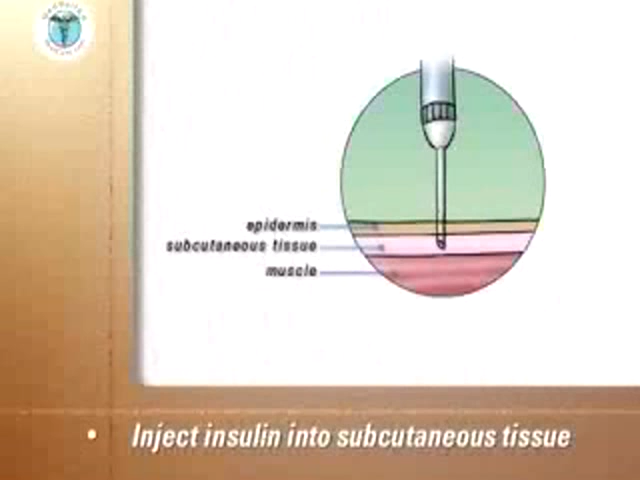 epidermis
subcutaneous tissue
muscle
• Inject insulin into subcutaneous tissue